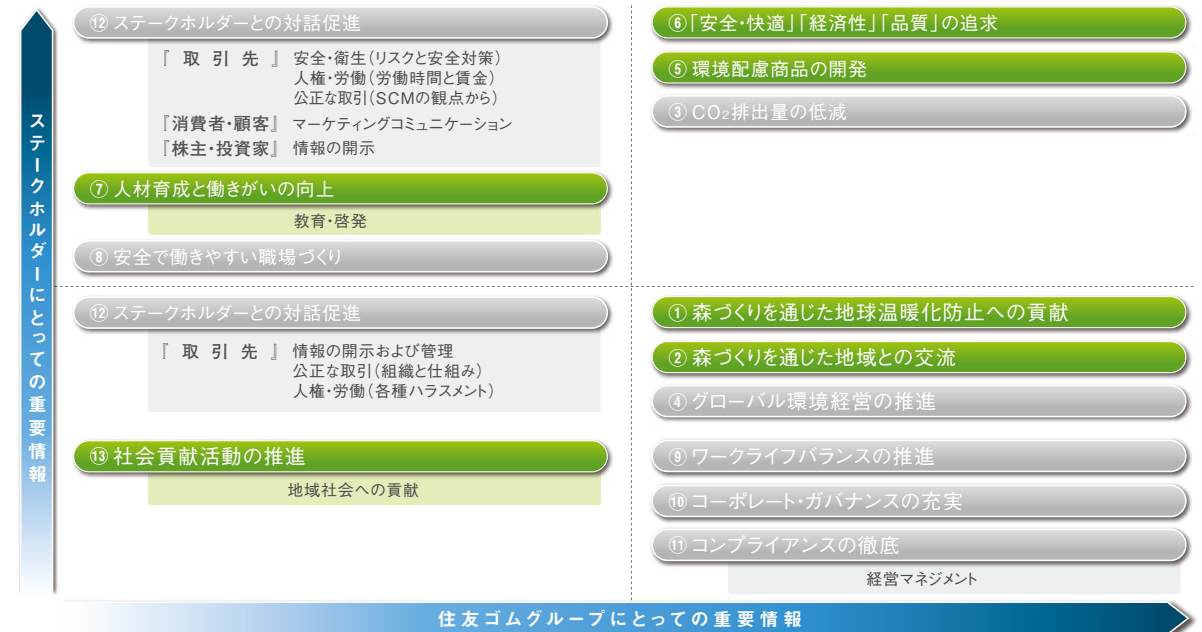 ステークホルダーにとっての重要情報
⑫ ステークホルダーとの対話促進
『取引先』 安全・衛生（リスクと安全対策）
人権・労働（労働時間と賃金）
公正な取引（SCMの観点から）
『消費者・顧客』 マーケティングコミュニケーション
『株主・投資家』 情報の開示
⑦ 人材育成と働きがいの向上
教育・啓発
⑧ 安全で働きやすい職場づくり
⑥「安全・快適」「経済性」「品質」の追求
⑤ 環境配慮商品の開発
③ CO₂排出量の低減
⑫ ステークホルダーとの対話促進
『取引先』 情報の開示および管理
公正な取引（組織と仕組み）
人権・労働（各種ハラスメント）
⑬ 社会貢献活動の推進
地域社会への貢献
① 森づくりを通じた地球温暖化防止への貢献
② 森づくりを通じた地域との交流
④ グローバル環境経営の推進
⑨ ワークライフバランスの推進
⑩ コーポレート・ガバナンスの充実
⑪ コンプライアンスの徹底
経営マネジメント
住友ゴムグループにとっての重要情報